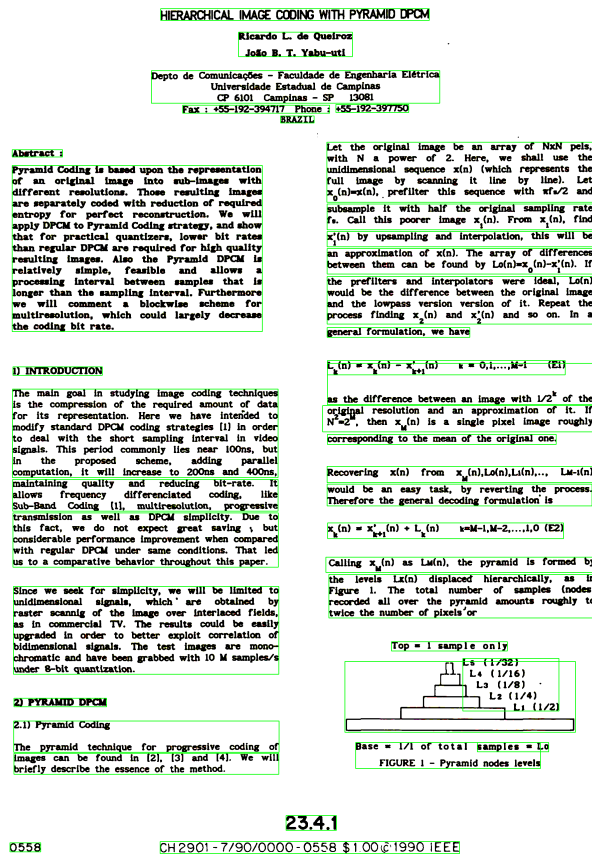 HIERARCHICAL IMAGE CODING WITH PYRAMID DPCM
Ricardo L. de Queiroz
João B. T. Yabu-uti
Depto de Comunicações - Faculdade de Engenharia Elétrica
Universidade Estadual de Campinas
CP 6101 Campinas - SP 13081
Fax : +55-192-394717 Phone : +55-192-397750
BRAZIL
Abstract :
Pyramid Coding is based upon the representation
of an original image into sub-images with
different resolutions. Those resulting images
are separately coded with reduction of required
entropy for perfect reconstruction. We will
apply DPCM to Pyramid Coding strategy, and show
that for practical quantizers, lower bit rates
than regular DPCM are required for high quality
resulting images. Also the Pyramid DPCM is
relatively simple, feasible and allows a
processing interval between samples that is
longer than the sampling interval. Furthermore
we will comment a blockwise scheme for
multiresolution, which could largely decrease
the coding bit rate.
1) INTRODUCTION
The main goal in studying image coding techniques
is the compression of the required amount of data
for its representation. Here we have intended to
modify standard DPCM coding strategies [1] in order
to deal with the short sampling interval in video
signals. This period commonly lies near 100ns, but
in the proposed scheme, adding parallel
computation, it will increase to 200ns and 400ns,
maintaining quality and reducing bit-rate. It
allows frequency differenciated coding, like
Sub-Band Coding [1], multiresolution, progressive
transmission as well as DPCM simplicity. Due to
this fact, we do not expect great saving , but
considerable performance improvement when compared
with regular DPCM under same conditions. That led
us to a comparative behavior throughout this paper.
Since we seek for simplicity, we will be limited to
unidimensional signals, which are obtained by
raster scannig of the image over interlaced fields,
as in commercial TV. The results could be easily
upgraded in order to better exploit correlation of
bidimensional signals. The test images are mono-
chromatic and have been grabbed with 10 M samples/s
under 8-bit quantization.
2) PYRAMID DPCM
2.1) Pyramid Coding
The pyramid technique for progressive coding of
images can be found in [2], [3] and [4]. We will
briefly describe the essence of the method.
Let the original image be an array of NxN pels,
with N a power of 2. Here, we shall use the
unidimensional sequence x(n) (which represents the
full image by scanning it line by line). Let
x0(n)=x(n), prefilter this sequence with πfs/2 and
subsample it with half the original sampling rate
fs. Call this poorer image x1(n). From x1(n), find
x'1(n) by upsampling and interpolation, this will be
an approximation of x(n). The array of differences
between them can be found by Lo(n)=x0(n)-x'1(n). If
the prefilters and interpolators were ideal, Lo(n)
would be the difference between the original image
and the lowpass version version of it. Repeat the
process finding x2(n) and x'2(n) and so on. In a
general formulation, we have
Lk(n) = xk(n) - x'k+1(n) k = 0,1,...,M-1 (E1)
as the difference between an image with 1/2^k of the
original resolution and an approximation of it. If
N^2=2^M, then xM(n) is a single pixel image roughly
corresponding to the mean of the original one.
Recovering x(n) from xM(n),Lo(n),L1(n),.., LM-1(n)
would be an easy task, by reverting the process.
Therefore the general decoding formulation is
xk(n) = x'k+1(n) + Lk(n) k=M-1,M-2,...,1,0 (E2)
Calling xM(n) as LM(n), the pyramid is formed by
the levels Lx(n) displaced hierarchically, as in
Figure 1. The total number of samples (nodes
recorded all over the pyramid amounts roughly to
twice the number of pixels or
Top = 1 sample only
L5 (1/32)
L4 (1/16)
L3 (1/8)
L2 (1/4)
L1 (1/2)
Base = 1/1 of total samples = Lo
FIGURE 1 - Pyramid nodes levels
23.4.1
0558
CH2901-7/90/0000-0558 $1.00 © 1990 IEEE